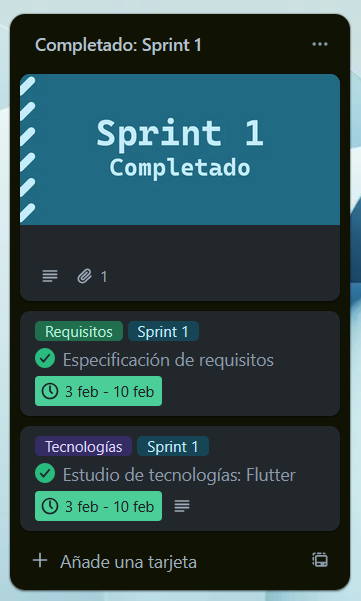 Completado: Sprint 1
Sprint 1
Completado
1
Requisitos Sprint 1
Especificación de requisitos
3 feb - 10 feb
Tecnologías Sprint 1
Estudio de tecnologías: Flutter
3 feb - 10 feb
Añade una tarjeta